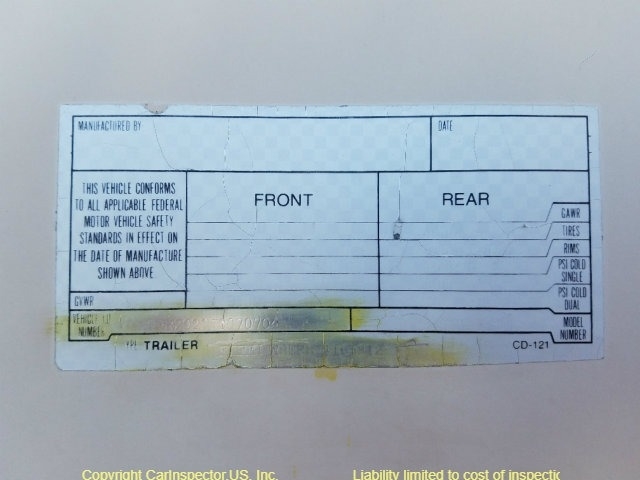 MANUFACTURED BY
DATE
THIS VEHICLE CONFORMS
TO ALL APPLICABLE FEDERAL
MOTOR VEHICLE SAFETY
STANDARDS IN EFFECT ON
THE DATE OF MANUFACTURE
SHOWN ABOVE
FRONT
REAR
GAWR
TIRES
RIMS
PSI COLD
SINGLE
PSI COLD
DUAL
GVWR
VEHICLE
NUMBER
MODEL
NUMBER
TRAILER
CD-121
Copyright CarInspector.US, Inc.
Liability limited to cost of